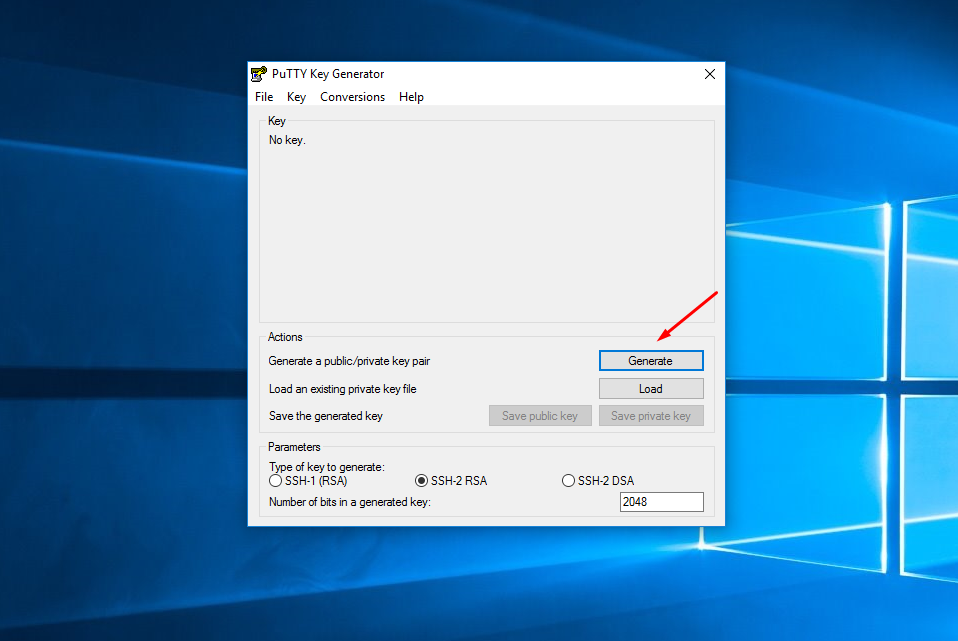 PuTTY Key Generator
File Key Conversions Help
Key
No key.
Actions
Generate a public/private key pair Generate
Load an existing private key file Load
Save the generated key Save public key Save private key
Parameters
Type of key to generate:
SSH-1 (RSA) SSH-2 RSA SSH-2 DSA
Number of bits in a generated key: 2048